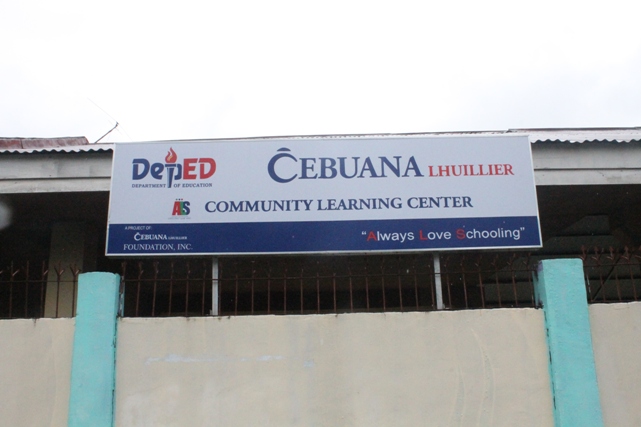 DepED
DEPARTMENT OF EDUCATION
CEBUANA LHUILLIER
ALS COMMUNITY LEARNING CENTER
A PROJECT OF:
CEBUANA LHUILLIER
FOUNDATION, INC.
"Always Love Schooling"